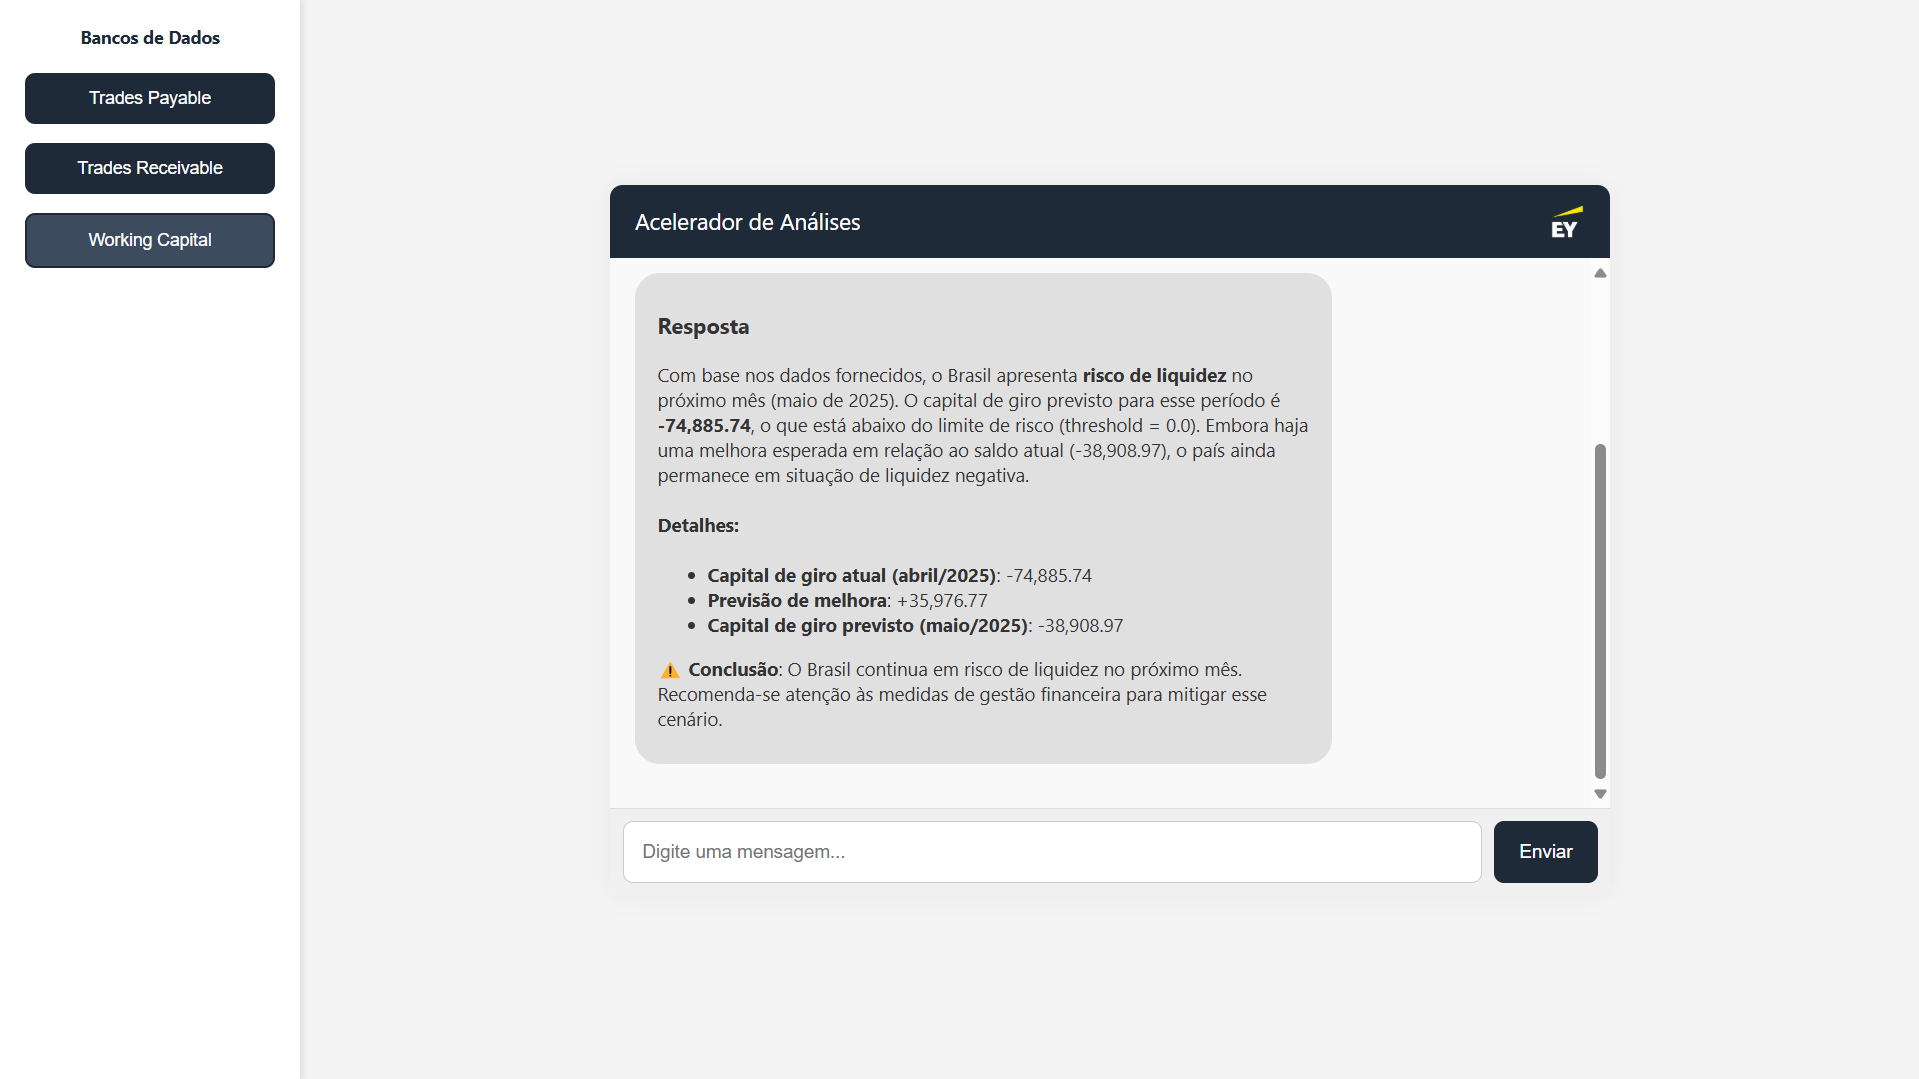 Bancos de Dados
Trades Payable
Trades Receivable
Working Capital
Acelerador de Análises
EY
Resposta
Com base nos dados fornecidos, o Brasil apresenta risco de liquidez no
próximo mês (maio de 2025). O capital de giro previsto para esse período é
-74,885.74, o que está abaixo do limite de risco (threshold = 0.0). Embora haja
uma melhora esperada em relação ao saldo atual (-38,908.97), o país ainda
permanece em situação de liquidez negativa.
Detalhes:
• Capital de giro atual (abril/2025): -74,885.74
• Previsão de melhora: +35,976.77
• Capital de giro previsto (maio/2025): -38,908.97
⚠️ Conclusão: O Brasil continua em risco de liquidez no próximo mês.
Recomenda-se atenção às medidas de gestão financeira para mitigar esse
cenário.
Digite uma mensagem...
Enviar